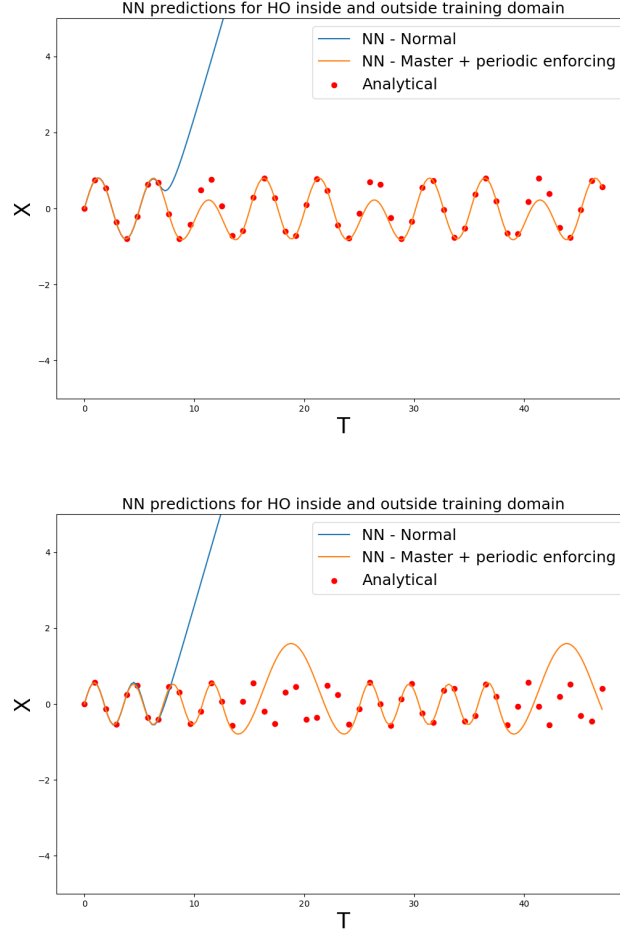 NN predictions for HO inside and outside training domain
NN - Normal
NN - Master + periodic enforcing
Analytical
4
2
0
−2
−4
X
0
10
20
30
40
T
NN predictions for HO inside and outside training domain
NN - Normal
NN - Master + periodic enforcing
Analytical
4
2
0
−2
−4
X
0
10
20
30
40
T